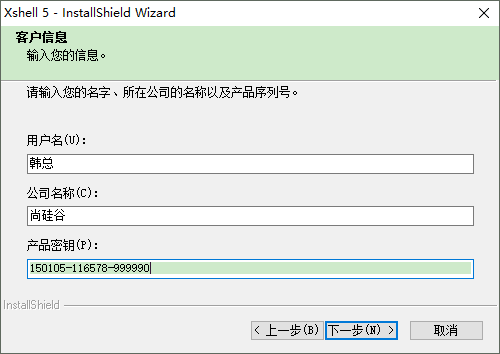 Xshell 5 - InstallShield Wizard
客户信息
输入您的信息。
请输入您的名字、所在公司的名称以及产品序列号。
用户名(U):
韩总
公司名称(C):
尚硅谷
产品密钥(P):
150105-116578-999990
InstallShield
< 上一步(B) 下一步(N) > 取消